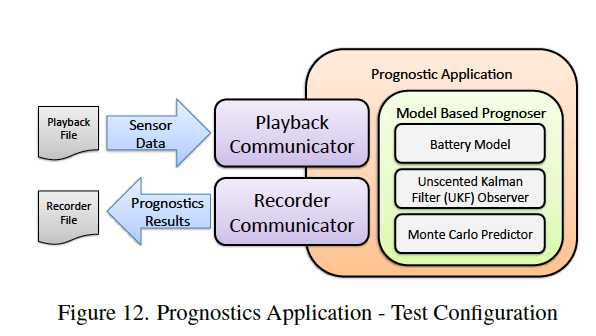 Prognostic Application
Model Based Prognoser
Playback
File
Sensor
Data
Playback
Communicator
Battery Model
Unscented Kalman
Filter (UKF) Observer
Recorder
File
Prognostics
Results
Recorder
Communicator
Monte Carlo Predictor
Figure 12. Prognostics Application - Test Configuration